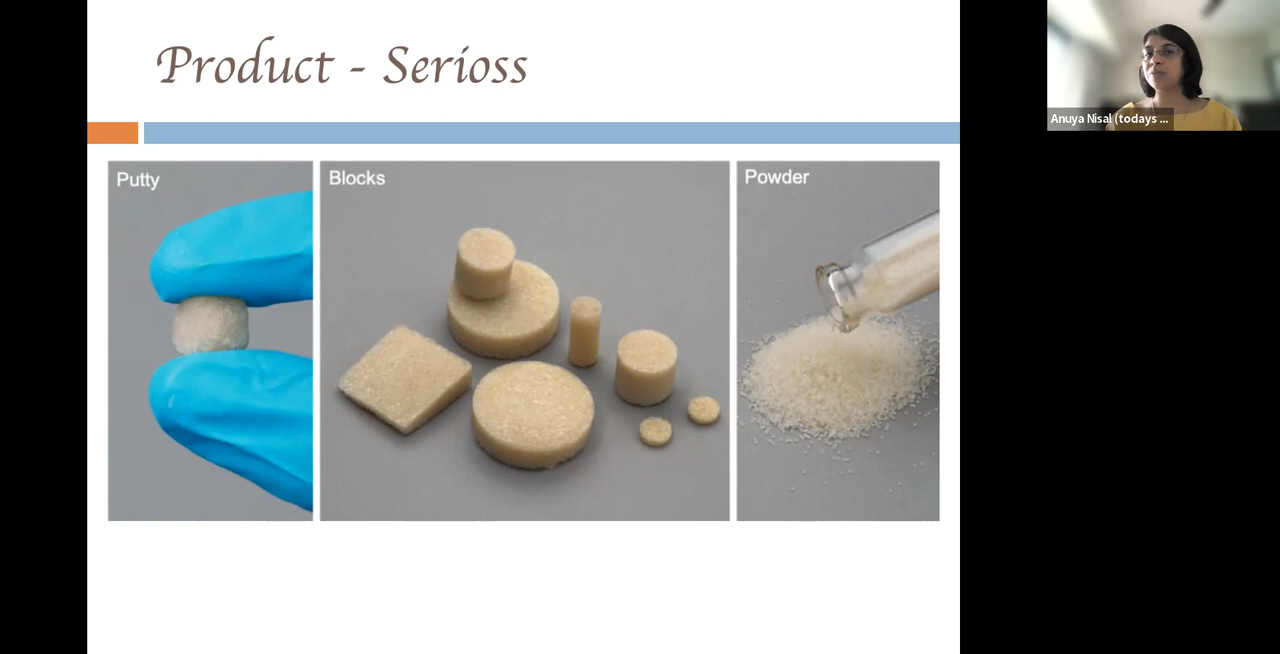 Product - Serioss
Putty
Blocks
Powder
Anuya Nisal (todays ...